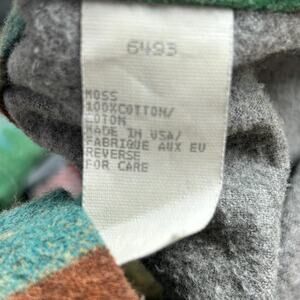 6493
MOSS
100%COTTON/
COTON
MADE IN USA/
FABRIQUE AUX EU
REVERSE
FOR CARE